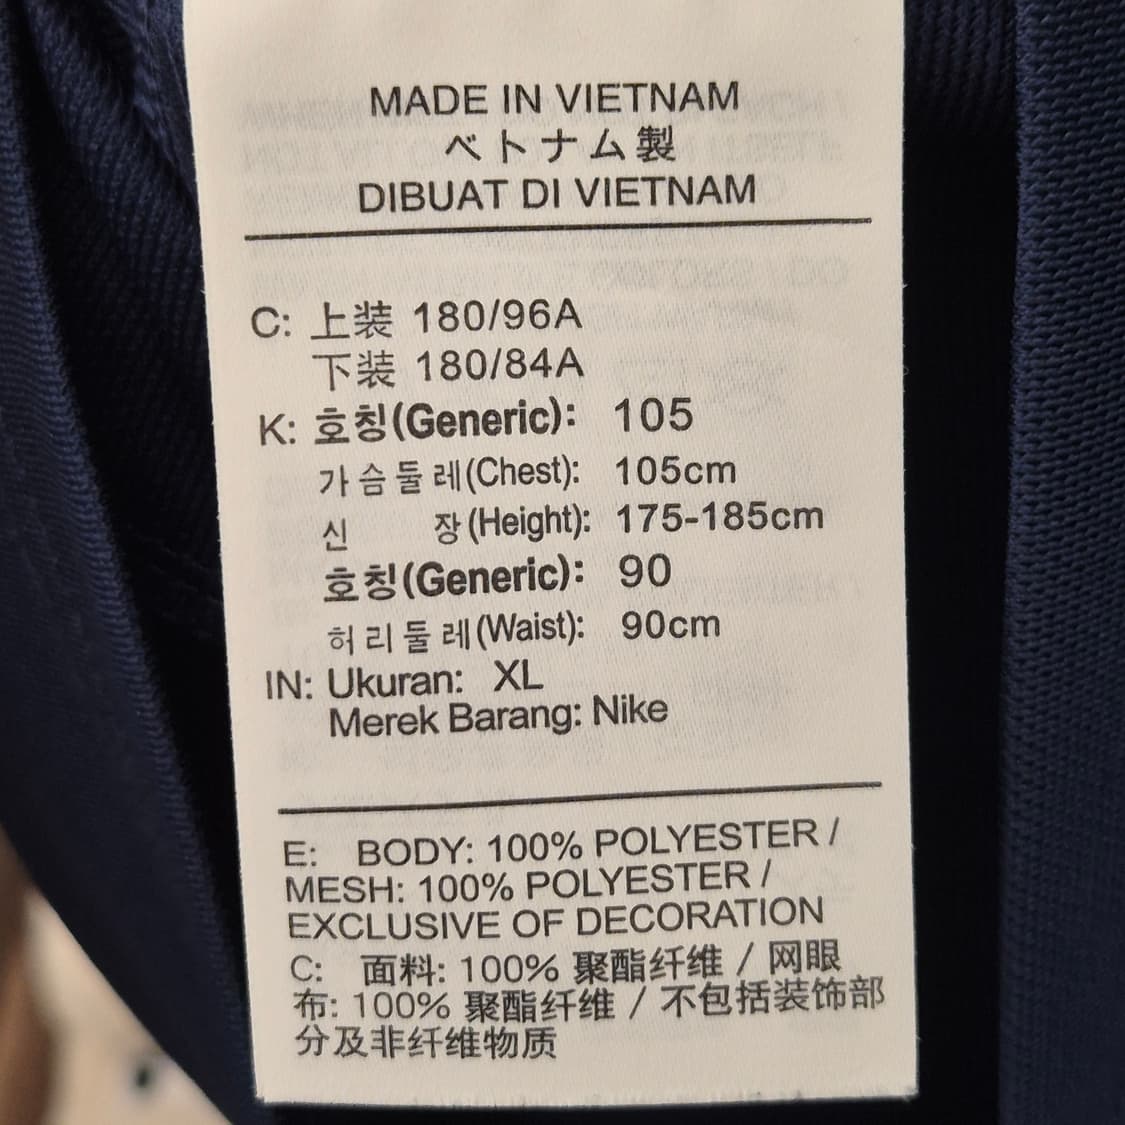 MADE IN VIETNAM
ベトナム製
DIBUAT DI VIETNAM
C: 上装 180/96A
下装 180/84A
K: 호칭(Generic): 105
가슴둘레(Chest): 105cm
신 장(Height): 175-185cm
호칭(Generic): 90
허리둘레(Waist): 90cm
IN: Ukuran: XL
Merek Barang: Nike
E: BODY: 100% POLYESTER /
MESH: 100% POLYESTER /
EXCLUSIVE OF DECORATION
C: 面料: 100% 聚酯纤维 / 网眼
布: 100% 聚酯纤维 / 不包括装饰部
分及非纤维物质